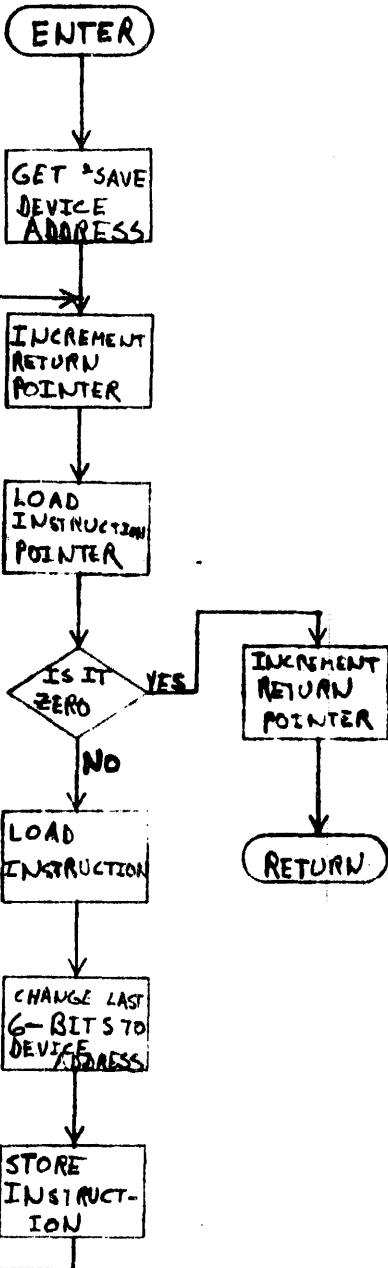 ENTER
GET & SAVE
DEVICE
ADDRESS
INCREMENT
RETURN
POINTER
LOAD
INSTRUCTION
POINTER
IS IT
ZERO
YES
INCREMENT
RETURN
POINTER
NO
LOAD
INSTRUCTION
RETURN
CHANGE LAST
6-BITS TO
DEVICE
ADDRESS
STORE
INSTRUCT-
ION